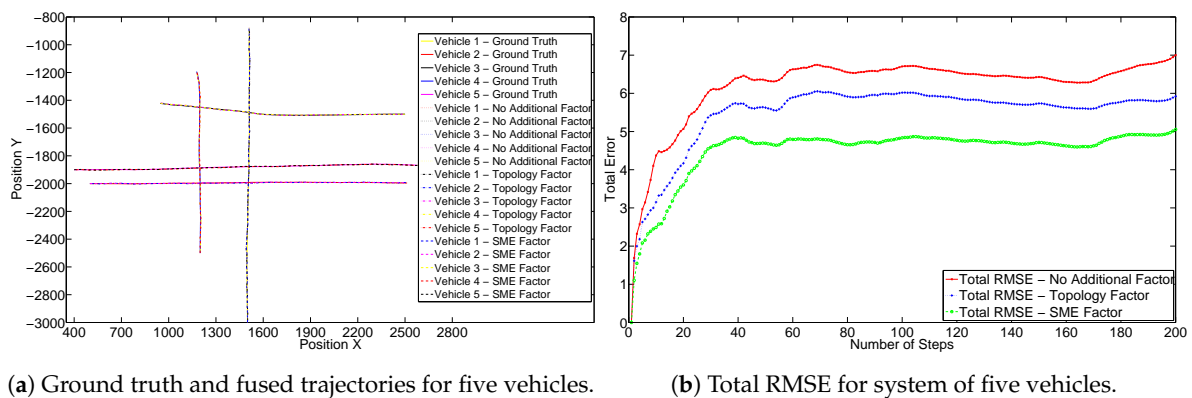 −800
−1000
−1200
−1400
−1600
−1800
−2000
−2200
−2400
−2600
−2800
−3000
Position Y
400 700 1000 1300 1600 1900 2200 2500 2800
Position X
Vehicle 1 − Ground Truth
Vehicle 2 − Ground Truth
Vehicle 3 − Ground Truth
Vehicle 4 − Ground Truth
Vehicle 5 − Ground Truth
Vehicle 1 − No Additional Factor
Vehicle 2 − No Additional Factor
Vehicle 3 − No Additional Factor
Vehicle 4 − No Additional Factor
Vehicle 5 − No Additional Factor
Vehicle 1 − Topology Factor
Vehicle 2 − Topology Factor
Vehicle 3 − Topology Factor
Vehicle 4 − Topology Factor
Vehicle 5 − Topology Factor
Vehicle 1 − SME Factor
Vehicle 2 − SME Factor
Vehicle 3 − SME Factor
Vehicle 4 − SME Factor
Vehicle 5 − SME Factor
(a) Ground truth and fused trajectories for five vehicles.
8
7
6
5
4
3
2
1
0
Total Error
0 20 40 60 80 100 120 140 160 180 200
Number of Steps
Total RMSE − No Additional Factor
Total RMSE − Topology Factor
Total RMSE − SME Factor
(b) Total RMSE for system of five vehicles.